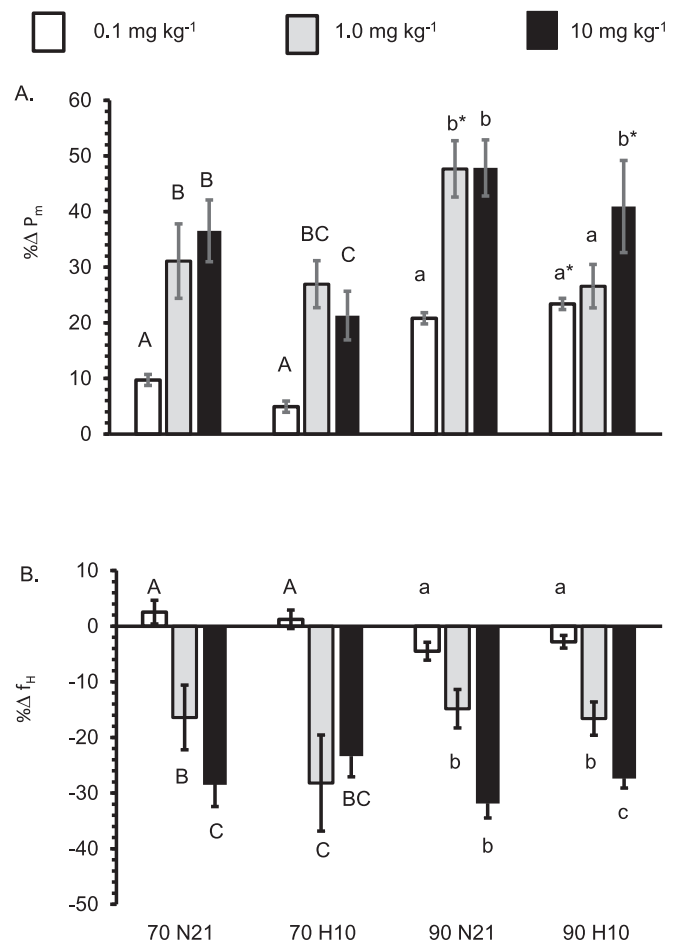 0.1 mg kg⁻¹ 1.0 mg kg⁻¹ 10 mg kg⁻¹
A.
60
50
40
30
20
10
0
%Δ Pₘ
A B B
A BC C
a b* b
a* a b*
B.
10
0
-10
-20
-30
-40
-50
%Δ f_H
A A a a
B C
C BC
b b
b c
70 N21 70 H10 90 N21 90 H10